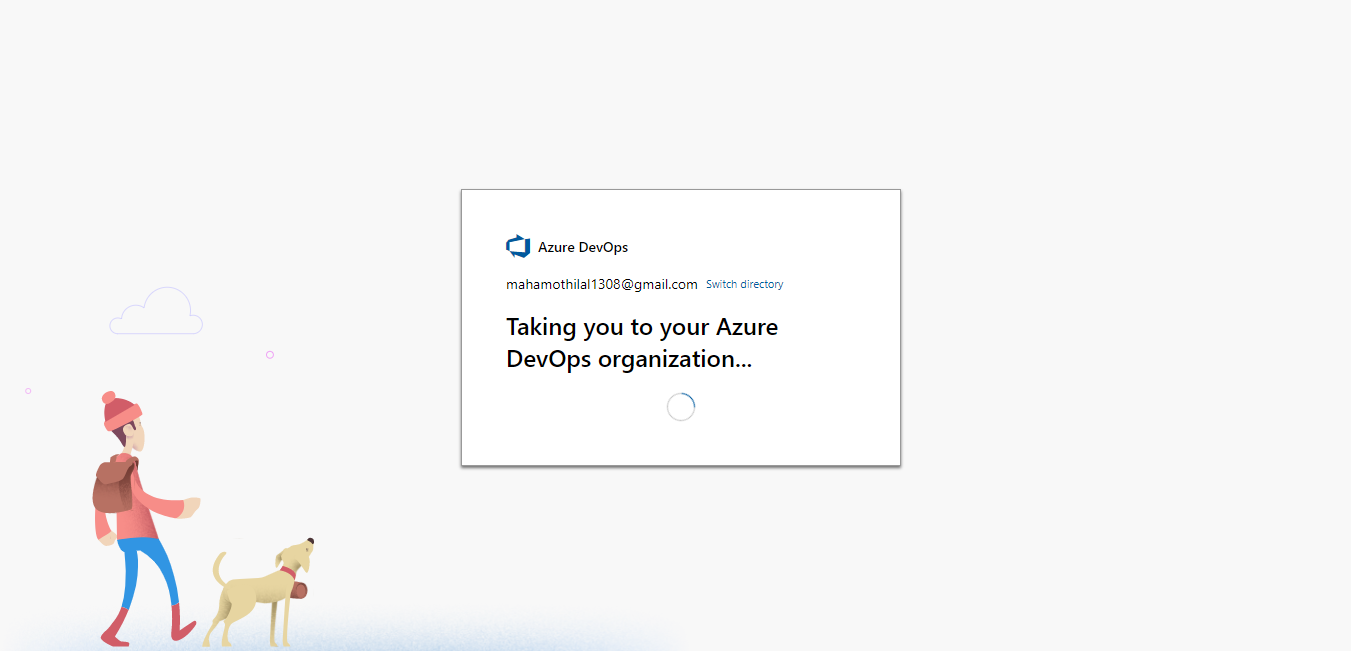 Azure DevOps
mahamothilal1308@gmail.com Switch directory
Taking you to your Azure
DevOps organization...